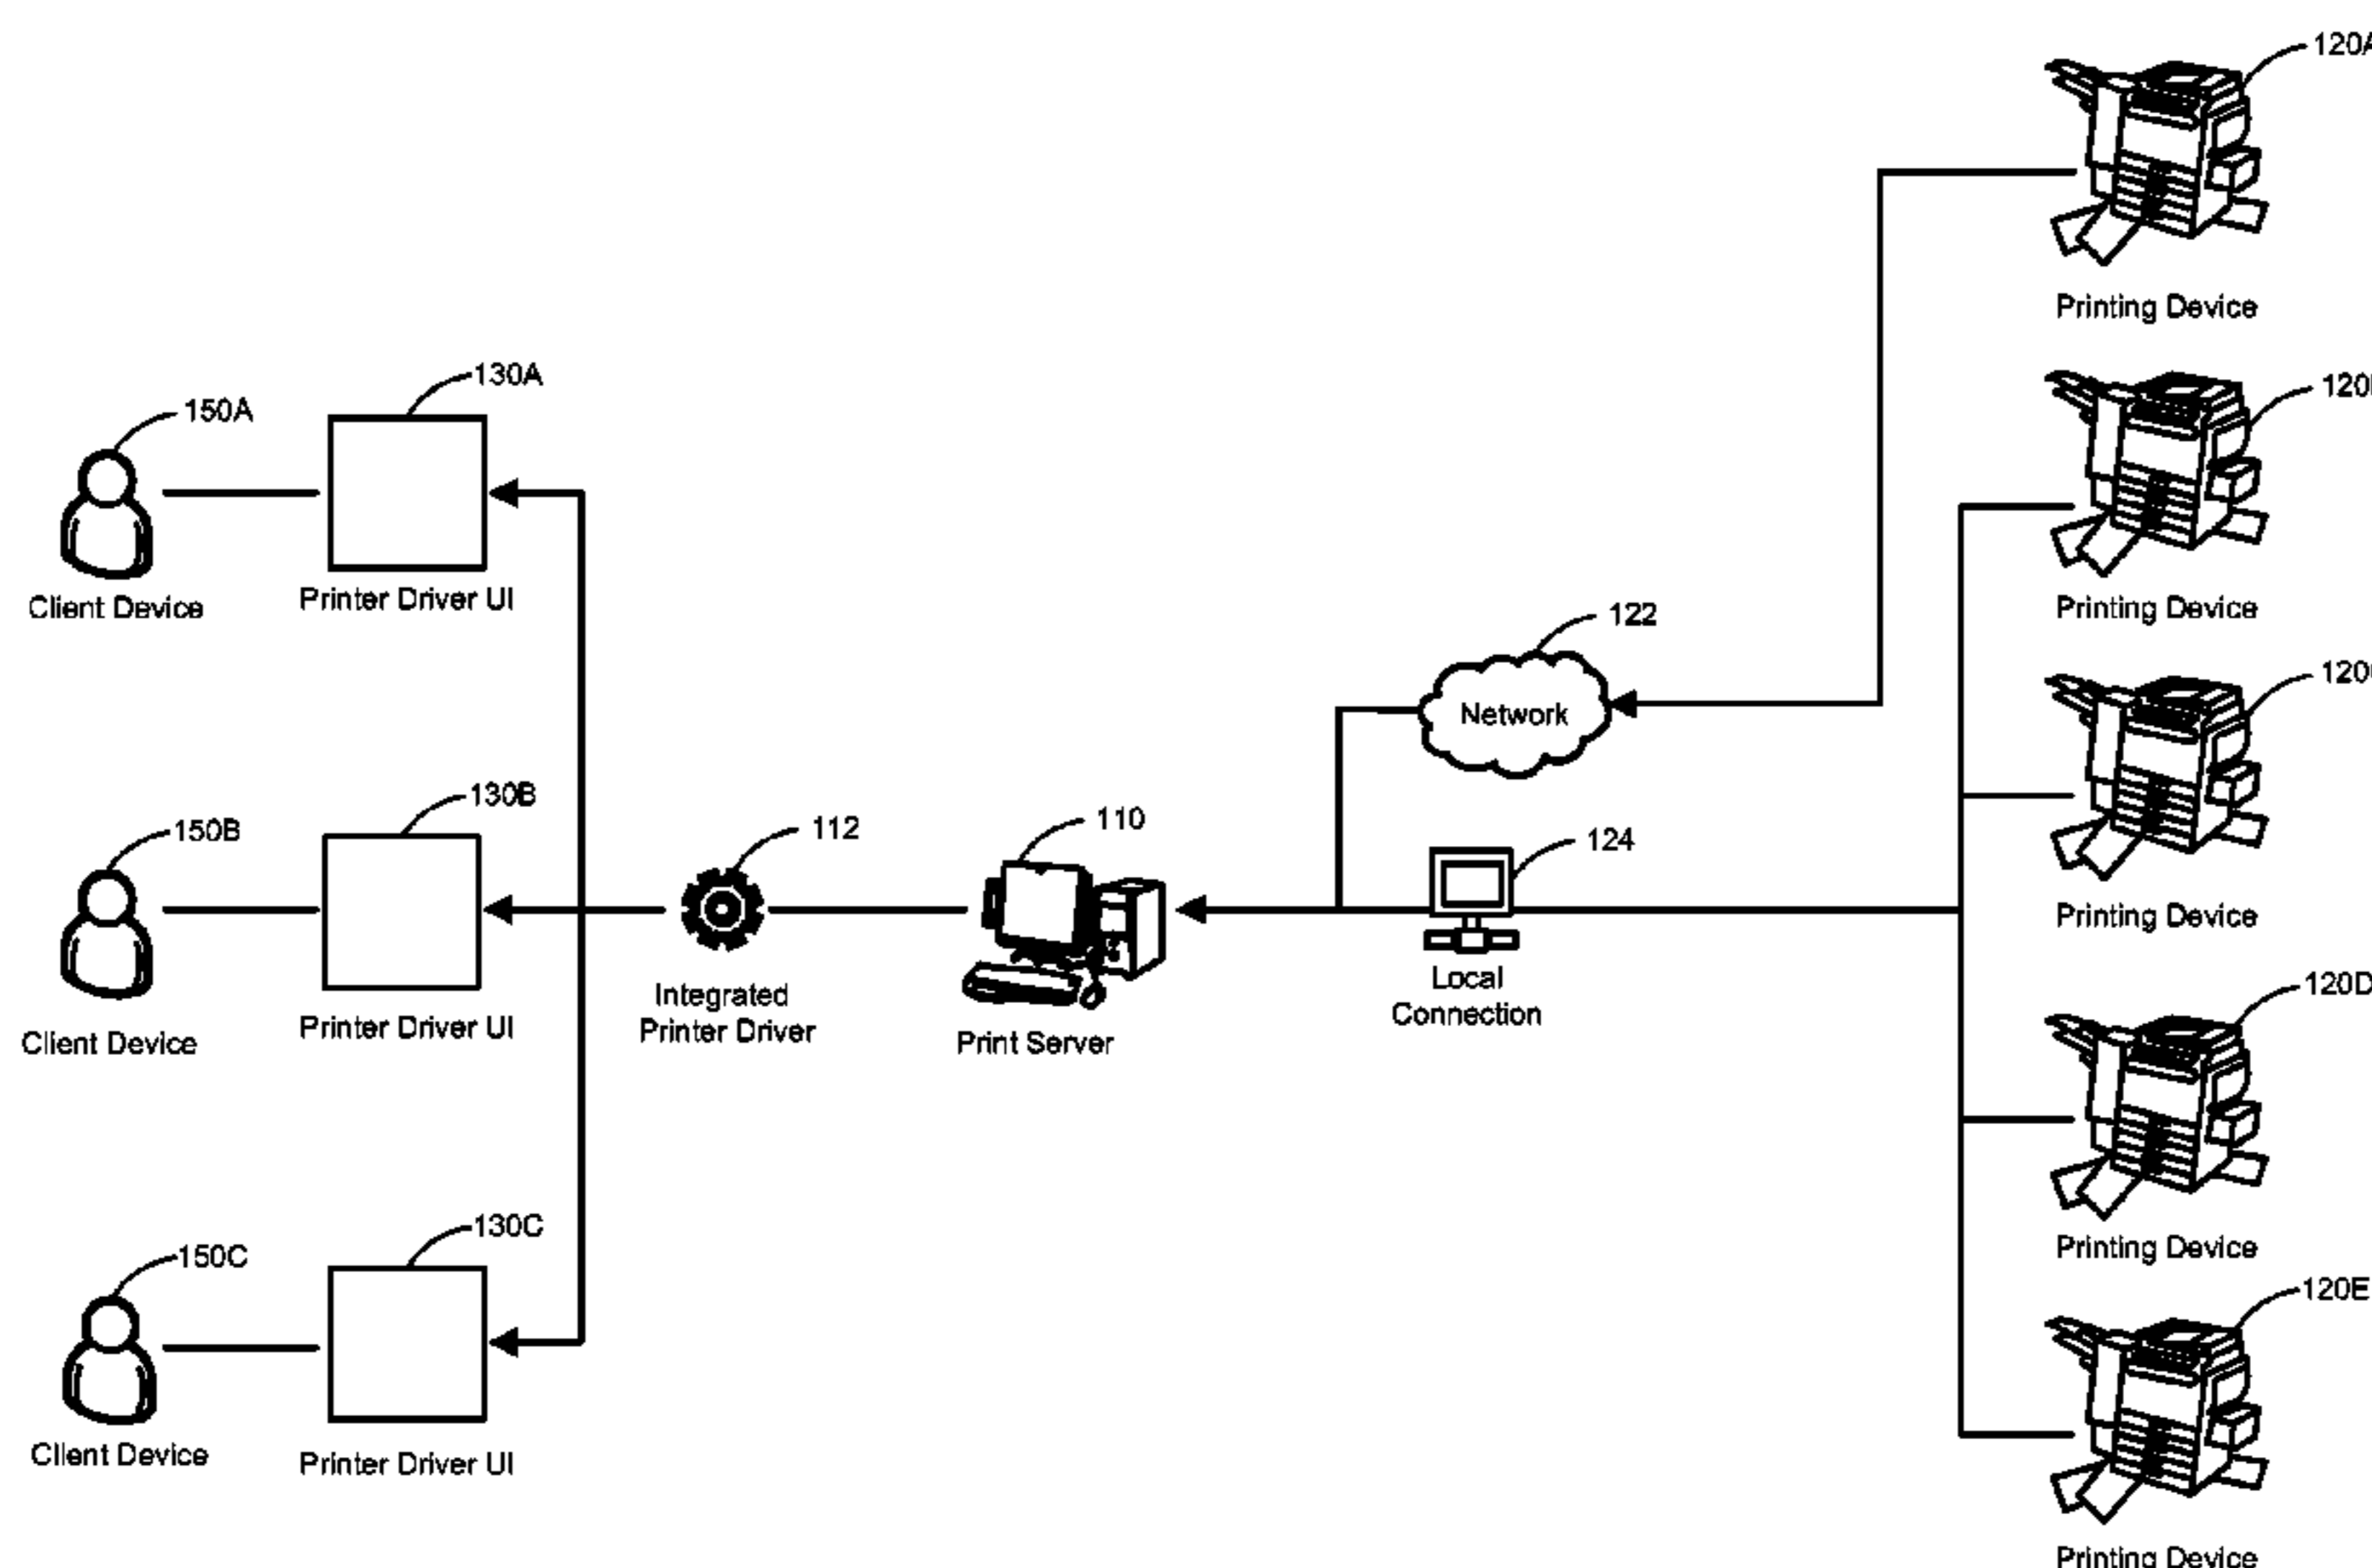 120A
Printing Device
130A
150A
Client Device
Printer Driver UI
120
Printing Device
122
Network
120
Printing Device
130B
150B
112
110
124
Client Device
Printer Driver UI
Integrated
Printer Driver
Print Server
Local
Connection
120D
Printing Device
130C
150C
Client Device
Printer Driver UI
120E
Printing Device